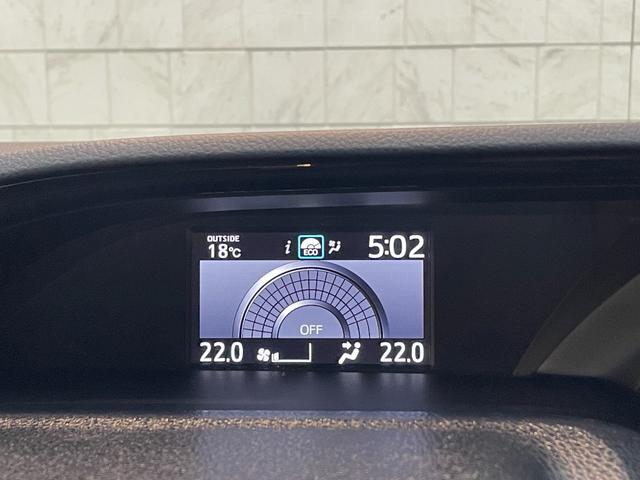 OUTSIDE
18℃
i
ECO
5:02
OFF
22.0
22.0